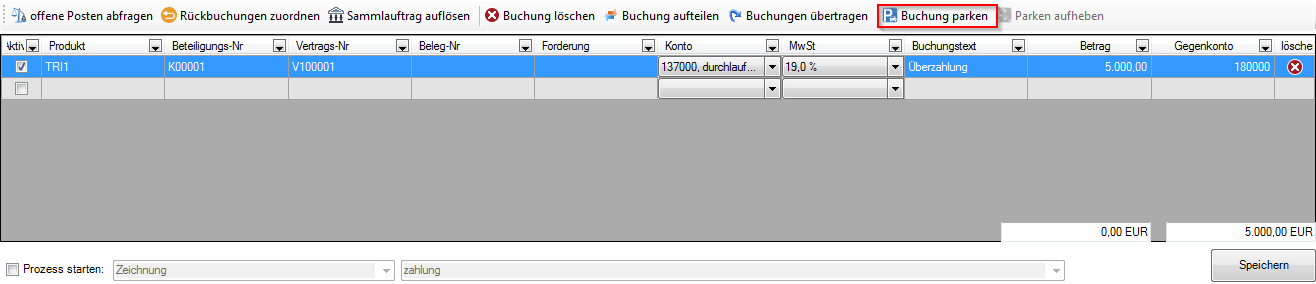 offene Posten abfragen Rückbuchungen zuordnen Sammlauftrag auflösen Buchung löschen Buchung aufteilen Buchungen übertragen Buchung parken Parken aufheben
Aktiv Produkt Beteiligungs-Nr Vertrags-Nr Beleg-Nr Forderung Konto MwSt Buchungstext Betrag Gegenkonto lösche
TRI1 K00001 V100001 137000, durchlauf... 19,0 % Überzahlung 5.000,00 180000
0,00 EUR 5.000,00 EUR
Prozess starten: Zeichnung zahlung Speichern